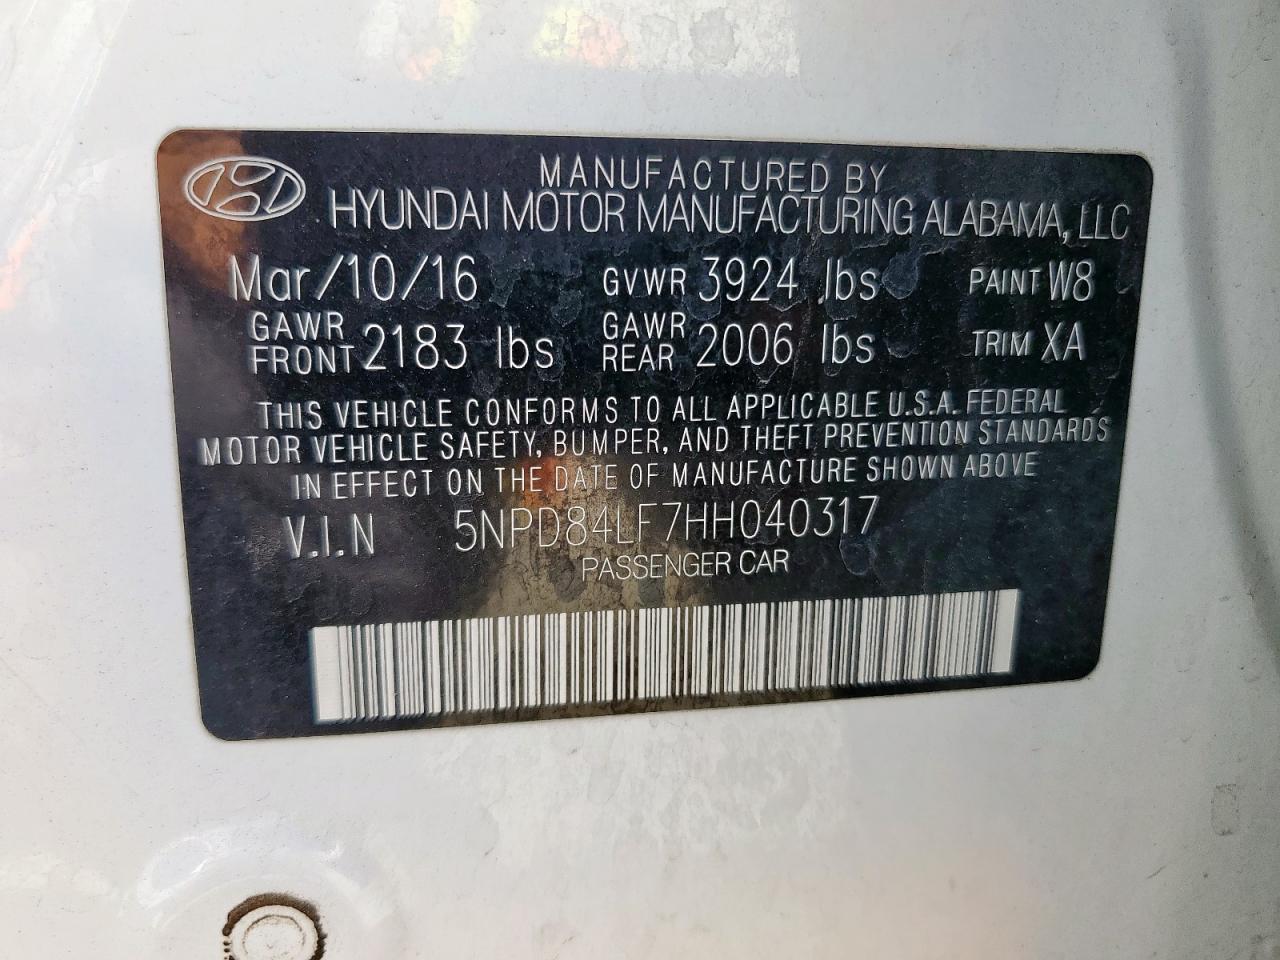 MANUFACTURED BY
HYUNDAI MOTOR MANUFACTURING ALABAMA, LLC
Mar/10/16 GVWR 3924 lbs PAINT W8
GAWR FRONT 2183 lbs GAWR REAR 2006 lbs TRIM XA
THIS VEHICLE CONFORMS TO ALL APPLICABLE U.S.A. FEDERAL
MOTOR VEHICLE SAFETY, BUMPER, AND THEFT PREVENTION STANDARDS
IN EFFECT ON THE DATE OF MANUFACTURE SHOWN ABOVE
V.I.N 5NPD84LF7HH040317
PASSENGER CAR